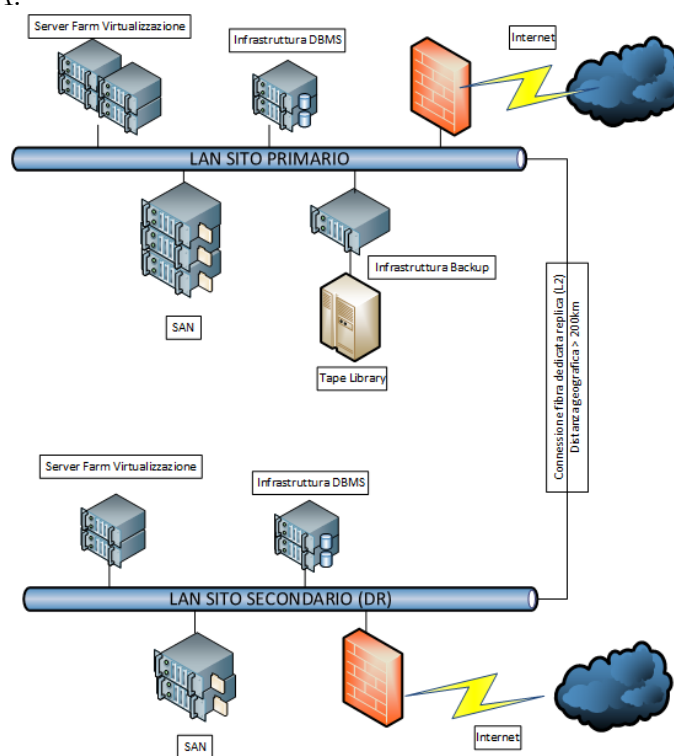 A.
Server Farm Virtualizzazione
Infrastruttura DBMS
Internet
LAN SITO PRIMARIO
Infrastruttura Backup
SAN
Tape Library
Connessione fibra dedicata replica (L2)
Distanza geografica > 200km
Server Farm Virtualizzazione
Infrastruttura DBMS
LAN SITO SECONDARIO (DR)
Internet
SAN